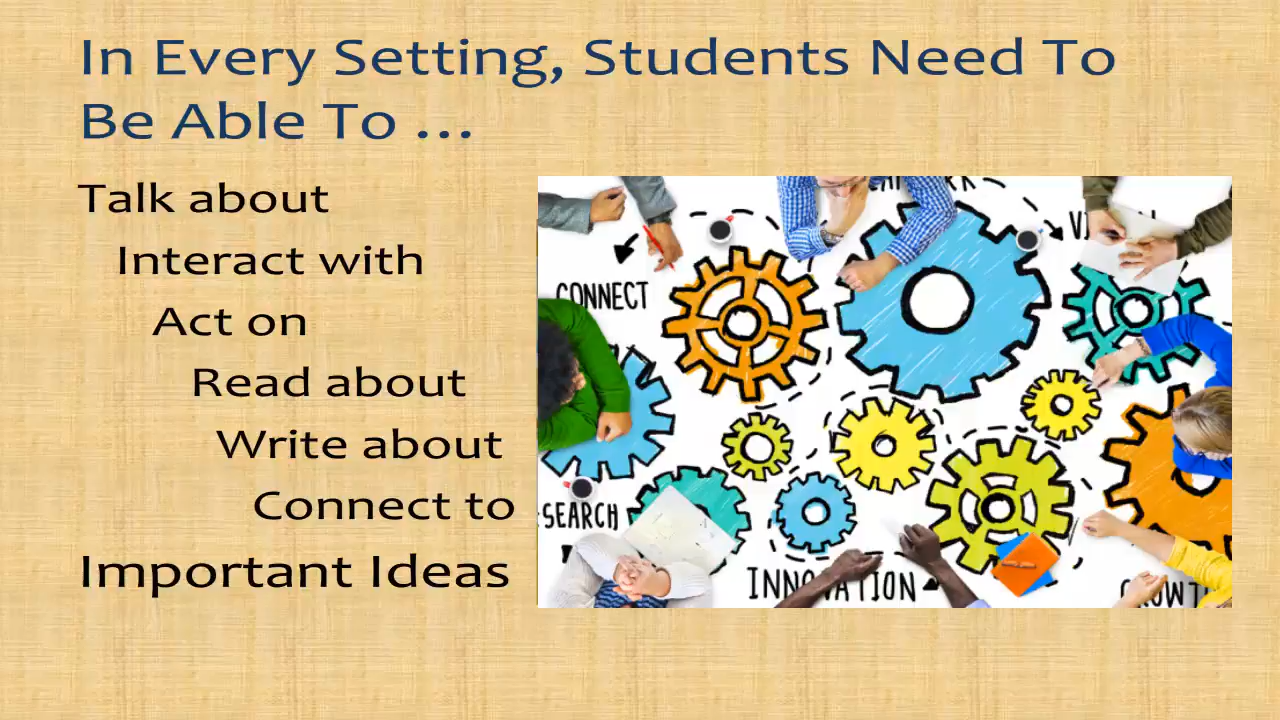 In Every Setting, Students Need To
Be Able To ...
Talk about
Interact with
Act on
Read about
Write about
Connect to
Important Ideas
CONNECT
INNOVATION